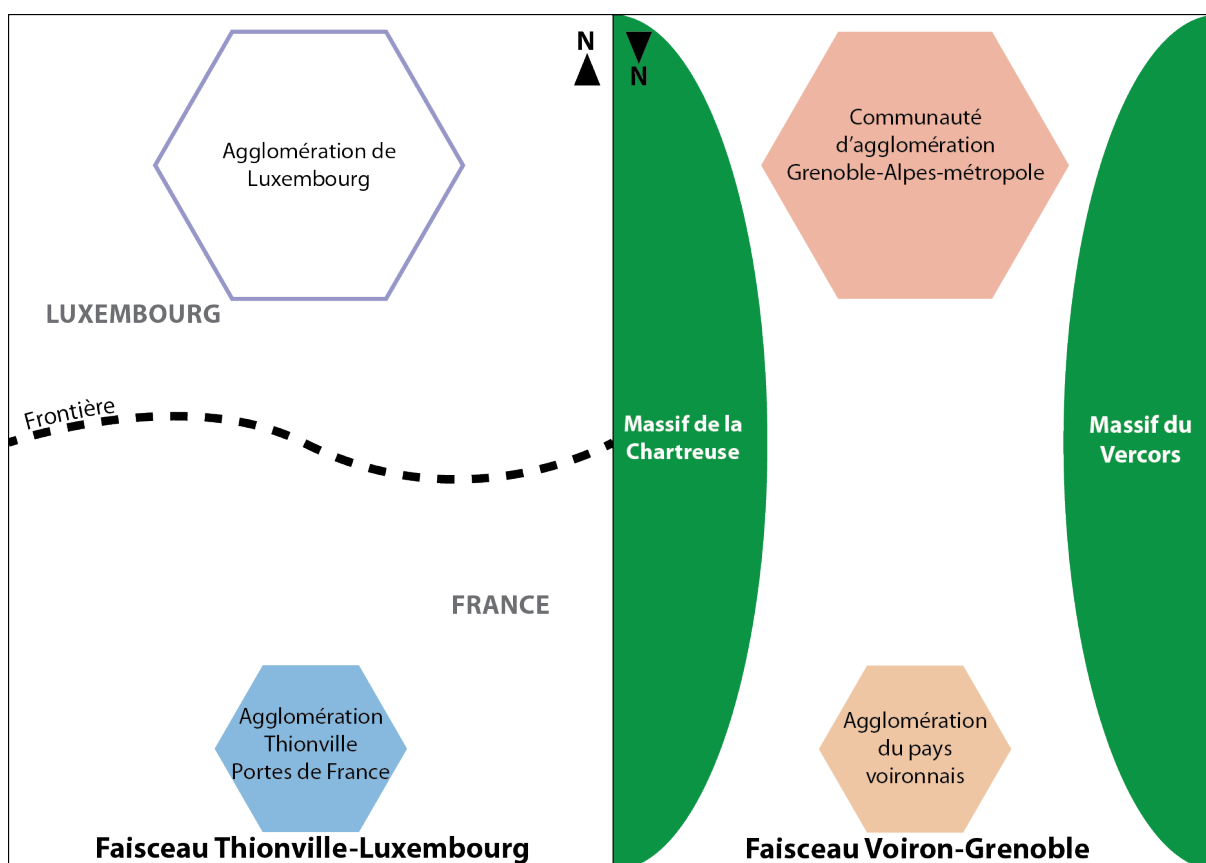 N
Agglomération de
Luxembourg
LUXEMBOURG
Frontière
FRANCE
Agglomération
Thionville
Portes de France
Faisceau Thionville-Luxembourg
N
Communauté
d'agglomération
Grenoble-Alpes-métropole
Massif de la
Chartreuse
Massif du
Vercors
Agglomération
du pays
voironnais
Faisceau Voiron-Grenoble